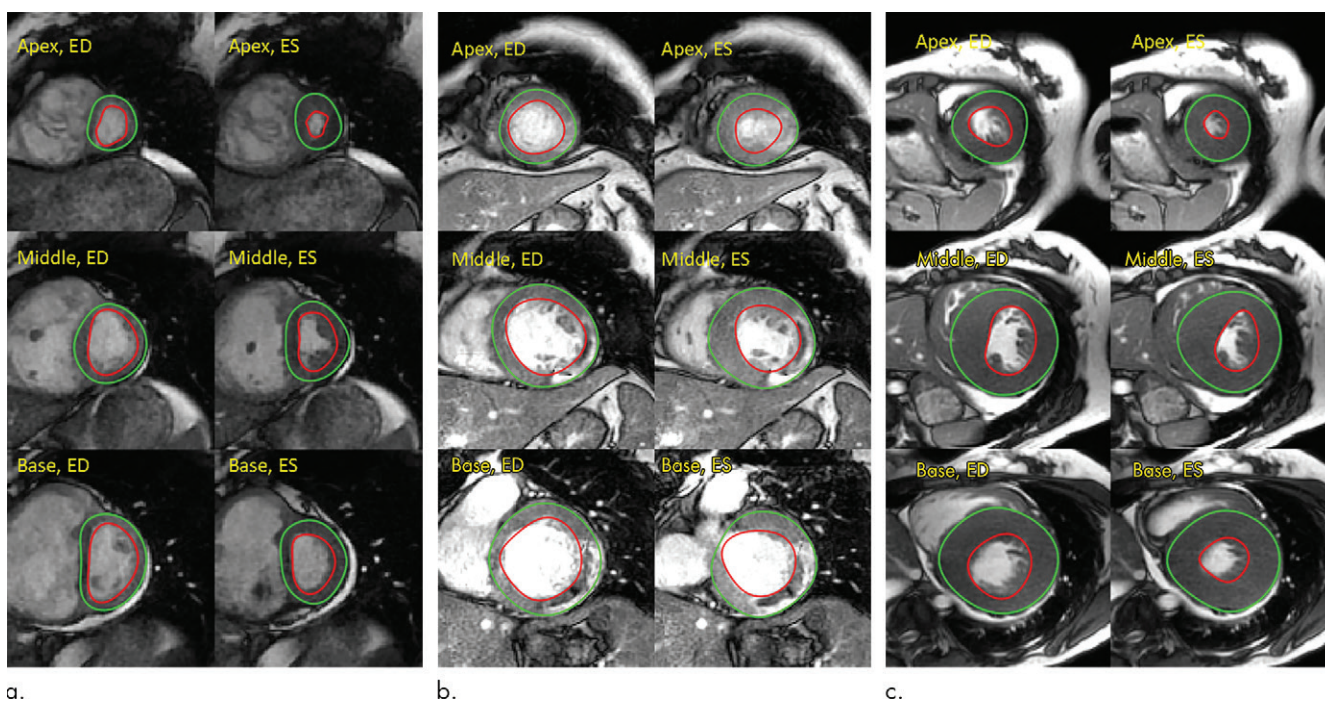 Apex, ED
Apex, ES
Middle, ED
Middle, ES
Base, ED
Base, ES
a.
Apex, ED
Apex, ES
Middle, ED
Middle, ES
Base, ED
Base, ES
b.
Apex, ED
Apex, ES
Middle, ED
Middle, ES
Base, ED
Base, ES
c.